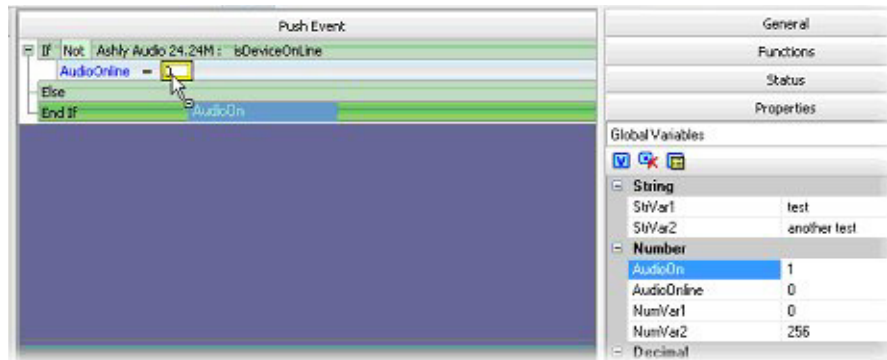 Push Event
If Not Ashly Audio 24.24M : isDeviceOnLine
AudioOnline =
Else
End If
AudioOn
General
Functions
Status
Properties
Global Variables
String
StrVar1 test
StrVar2 another test
Number
AudioOn 1
AudioOnline 0
NumVar1 0
NumVar2 256
Decimal